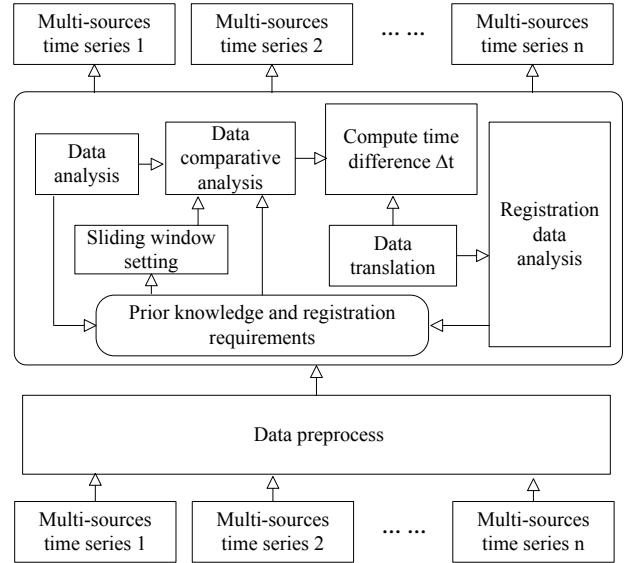 Multi-sources
time series 1
Multi-sources
time series 2
... ...
Multi-sources
time series n
Data
analysis
Data
comparative
analysis
Compute time
difference Δt
Registration
data
analysis
Sliding window
setting
Data
translation
Prior knowledge and registration
requirements
Data preprocess
Multi-sources
time series 1
Multi-sources
time series 2
... ...
Multi-sources
time series n